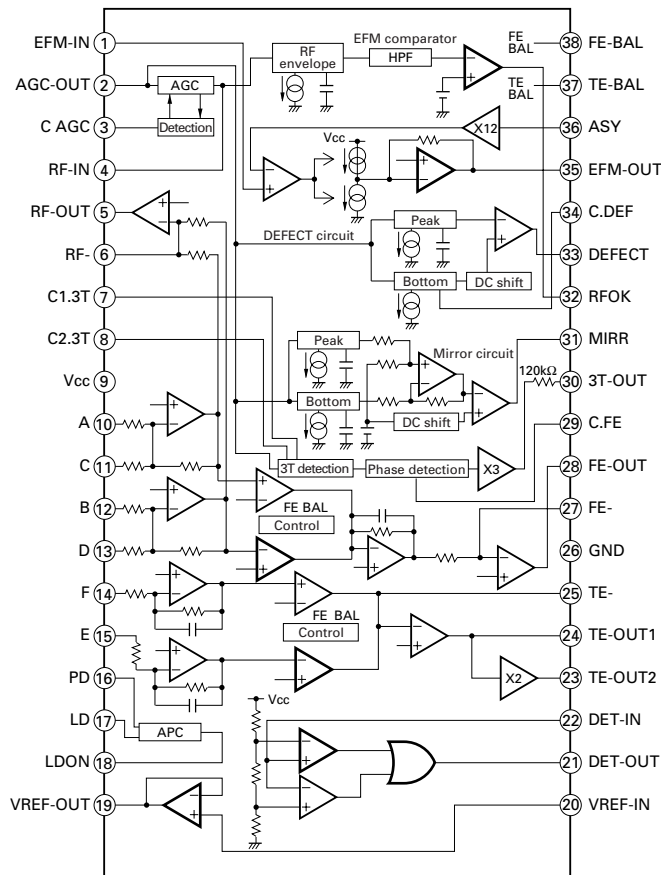 EFM-IN 1
AGC-OUT 2
C AGC 3
RF-IN 4
RF-OUT 5
RF- 6
C1.3T 7
C2.3T 8
Vcc 9
A 10
C 11
B 12
D 13
F 14
E 15
PD 16
LD 17
LDON 18
VREF-OUT 19
AGC
Detection
RF
envelope
EFM comparator
HPF
FE
BAL
TE
BAL
X12
Vcc
DEFECT circuit
Peak
Bottom
DC shift
Peak
Mirror circuit
Bottom
DC shift
120kΩ
3T detection
Phase detection
X3
FE BAL
Control
FE BAL
Control
X2
APC
Vcc
38 FE-BAL
37 TE-BAL
36 ASY
35 EFM-OUT
34 C.DEF
33 DEFECT
32 RFOK
31 MIRR
30 3T-OUT
29 C.FE
28 FE-OUT
27 FE-
26 GND
25 TE-
24 TE-OUT1
23 TE-OUT2
22 DET-IN
21 DET-OUT
20 VREF-IN